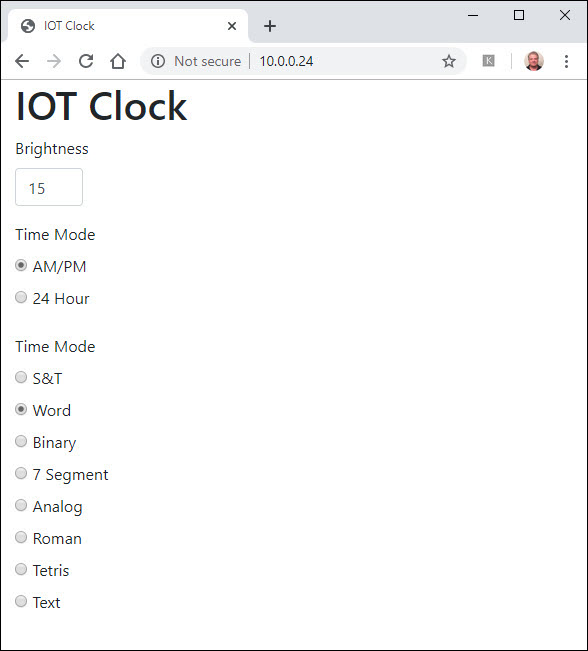 IOT Clock
Not secure 10.0.0.24 K
IOT Clock
Brightness
15
Time Mode
AM/PM
24 Hour
Time Mode
S&T
Word
Binary
7 Segment
Analog
Roman
Tetris
Text